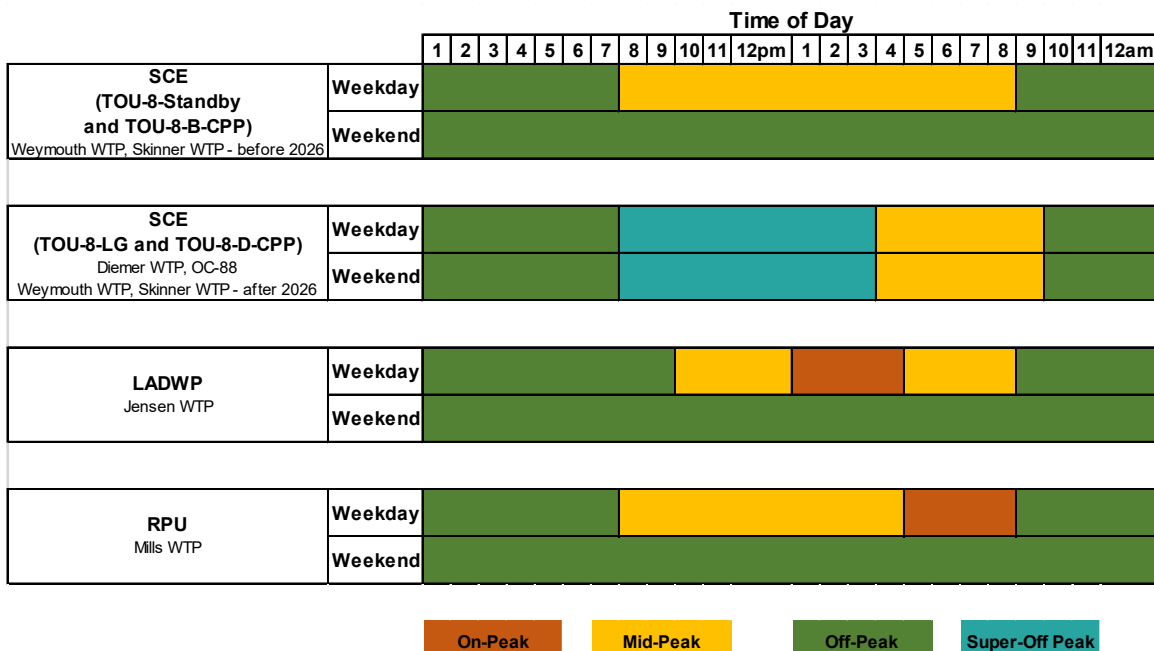 Time of Day
1 2 3 4 5 6 7 8 9 10 11 12pm 1 2 3 4 5 6 7 8 9 10 11 12am
SCE
(TOU-8-Standby
and TOU-8-B-CPP)
Weymouth WTP, Skinner WTP - before 2026
Weekday
Weekend
SCE
(TOU-8-LG and TOU-8-D-CPP)
Diemer WTP, OC-88
Weymouth WTP, Skinner WTP - after 2026
Weekday
Weekend
LADWP
Jensen WTP
Weekday
Weekend
RPU
Mills WTP
Weekday
Weekend
On-Peak Mid-Peak Off-Peak Super-Off Peak